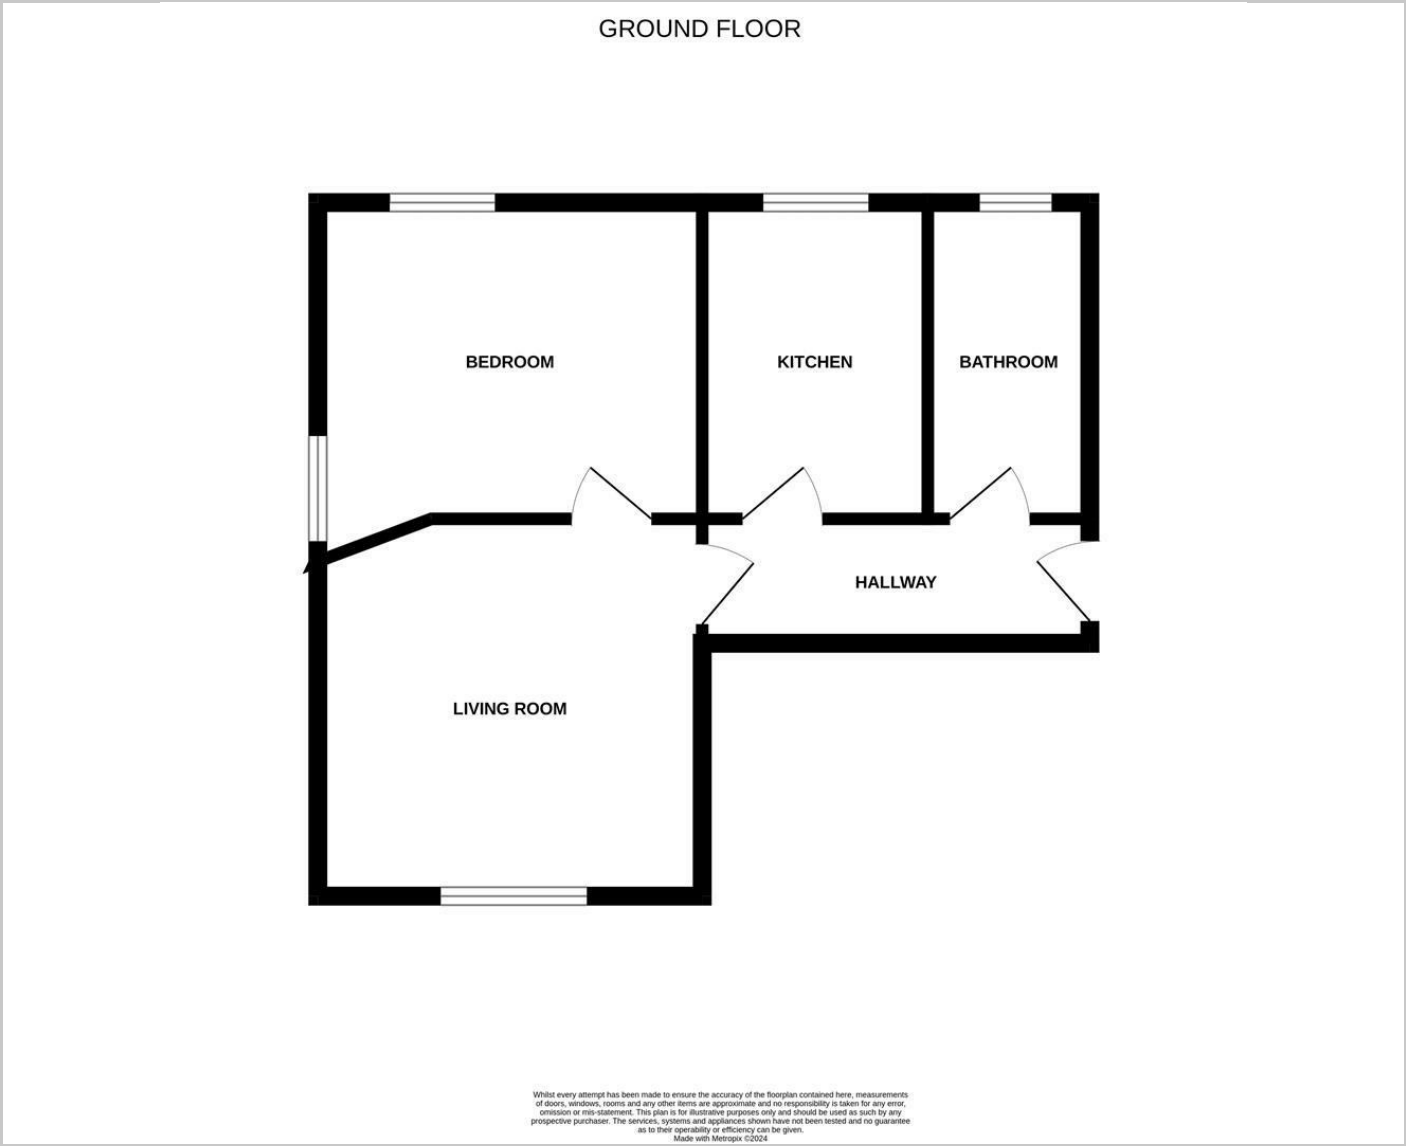 GROUND FLOOR
BEDROOM
KITCHEN
BATHROOM
HALLWAY
LIVING ROOM
Whilst every attempt has been made to ensure the accuracy of the floorplan contained here, measurements
of doors, windows, rooms and any other items are approximate and no responsibility is taken for any error,
omission or mis-statement. This plan is for illustrative purposes only and should be used as such by any
prospective purchaser. The services, systems and appliances shown have not been tested and no guarantee
as to their operability or efficiency can be given.
Made with Metropix ©2024